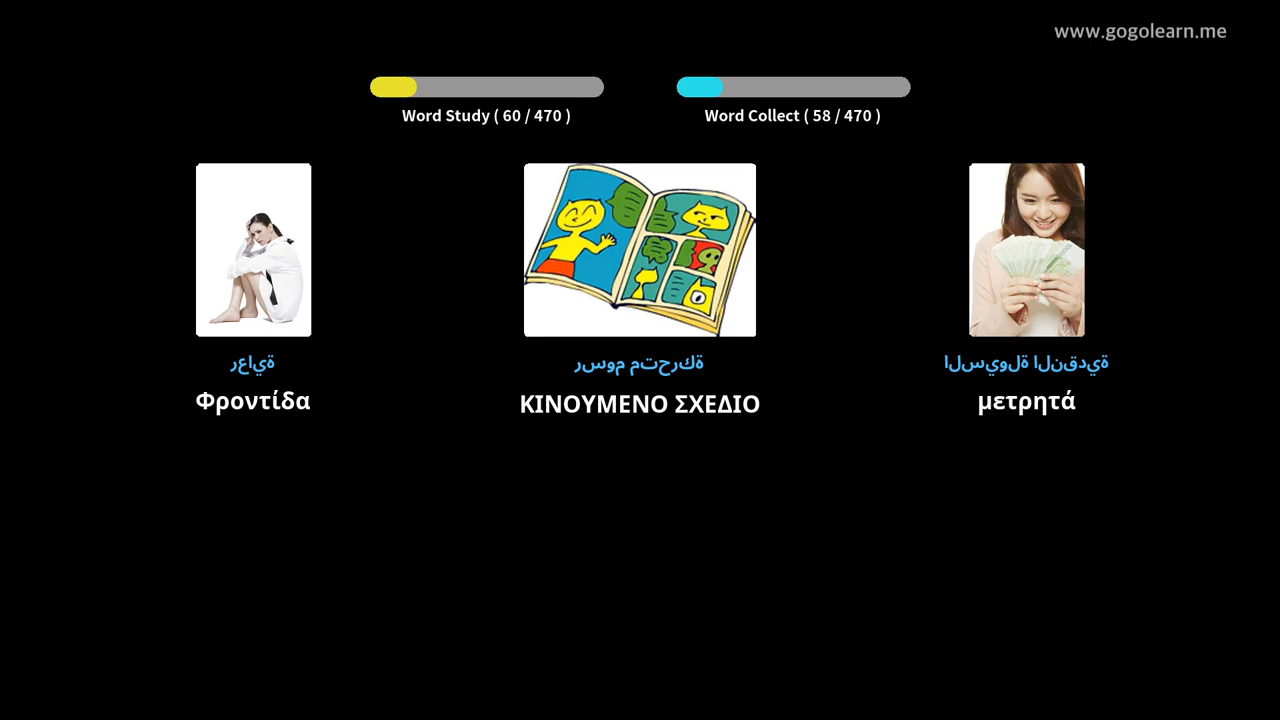 www.gogolearn.me
Word Study ( 60 / 470 )
Word Collect ( 58 / 470 )
رعاية
رسوم متحركة
السيولة النقدية
Φροντίδα
ΚΙΝΟΥΜΕΝΟ ΣΧΕΔΙΟ
μετρητά